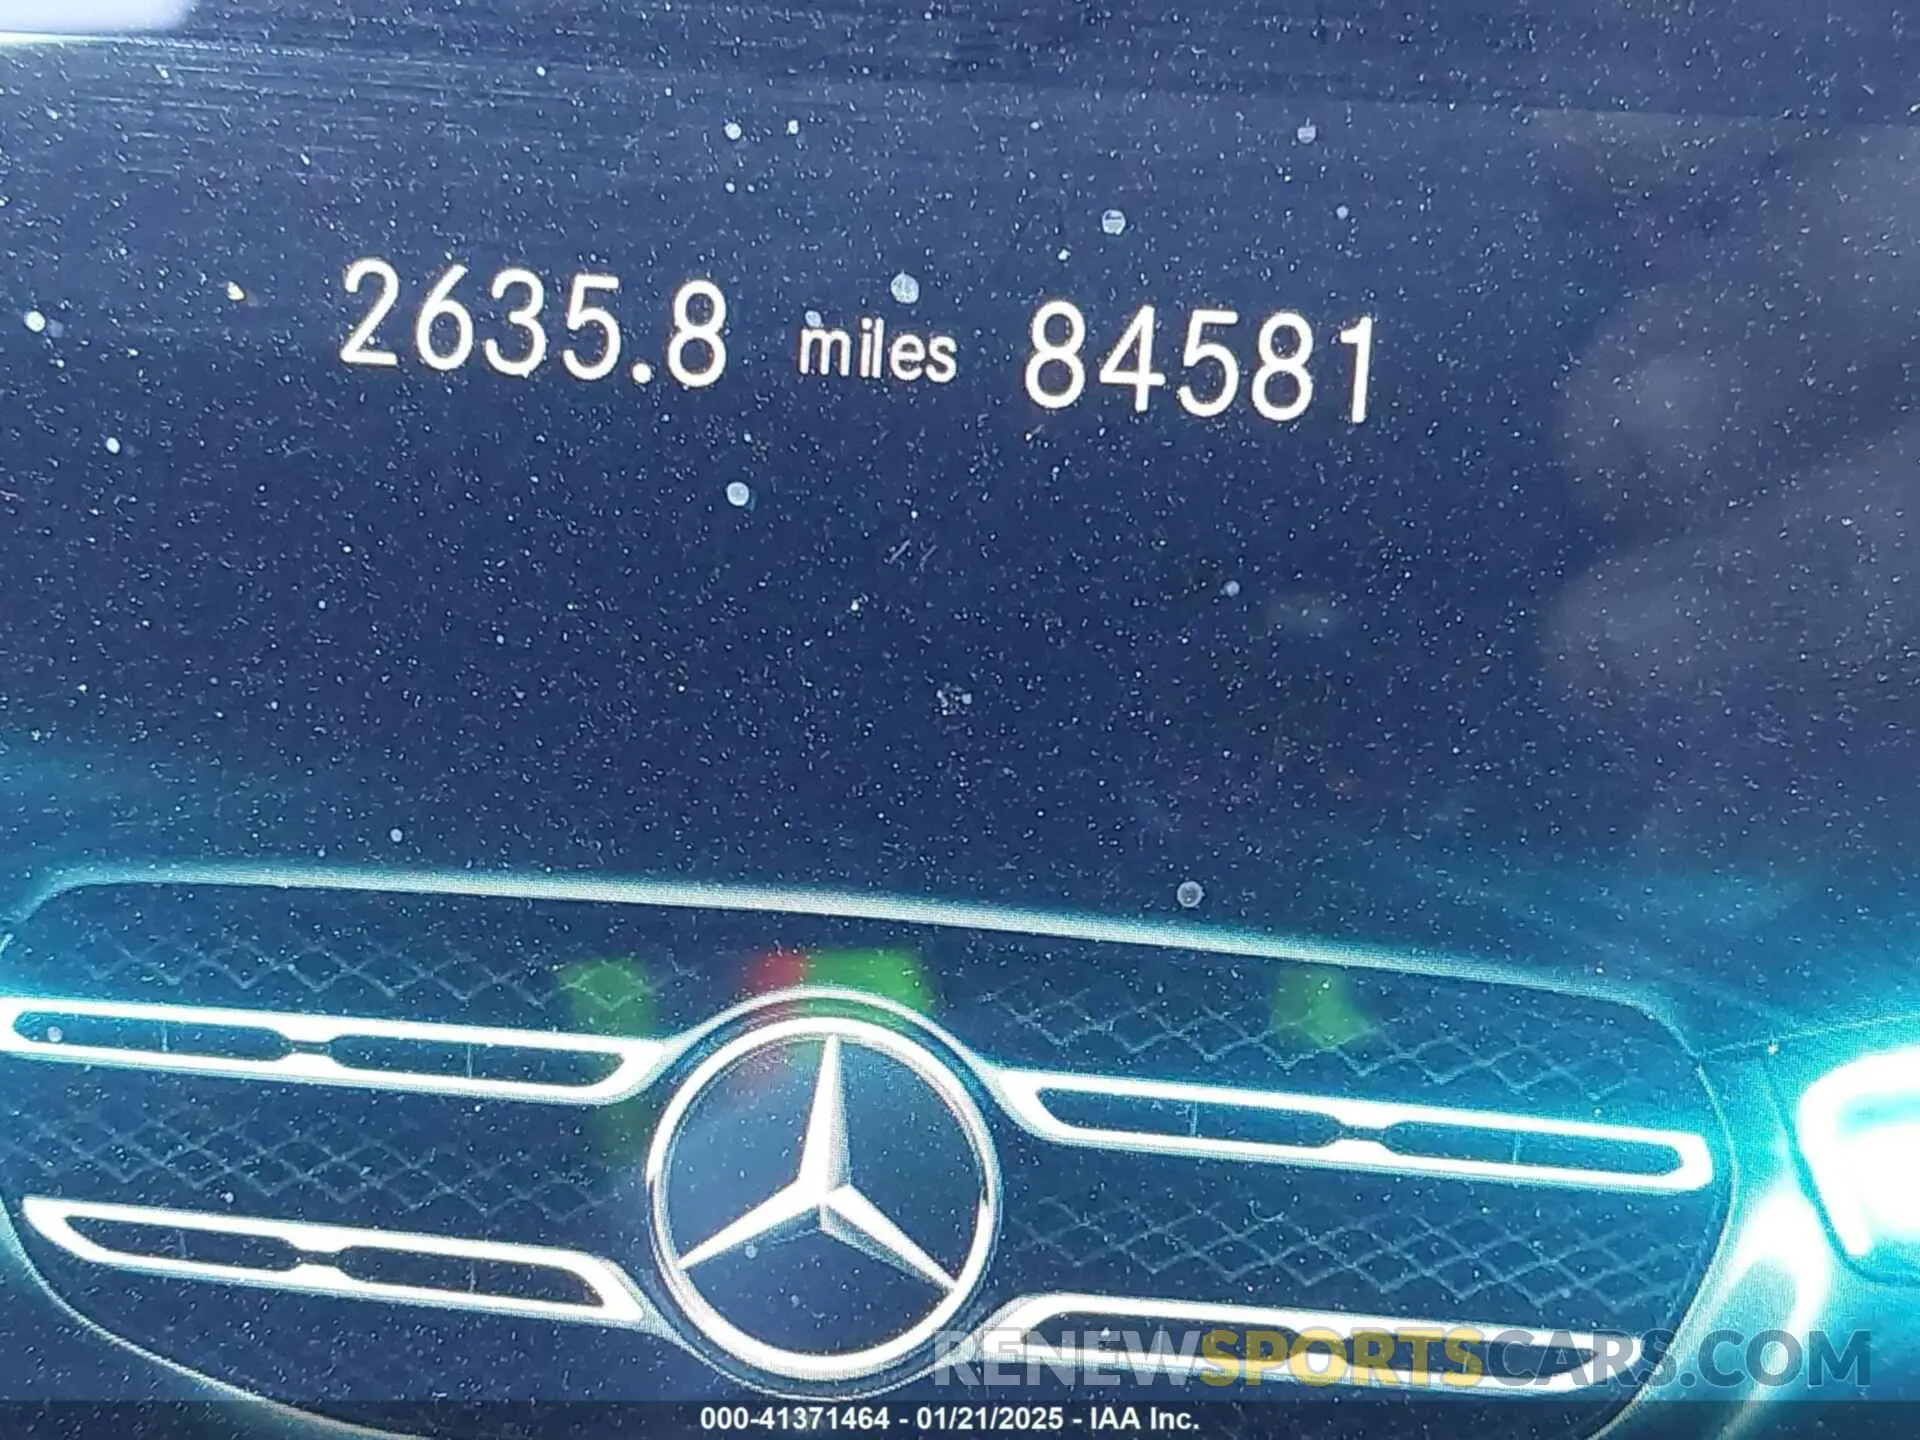 2635.8 miles 84581
RENEWSPORTSCARS.COM
000-41371464 - 01/21/2025 - IAA Inc.